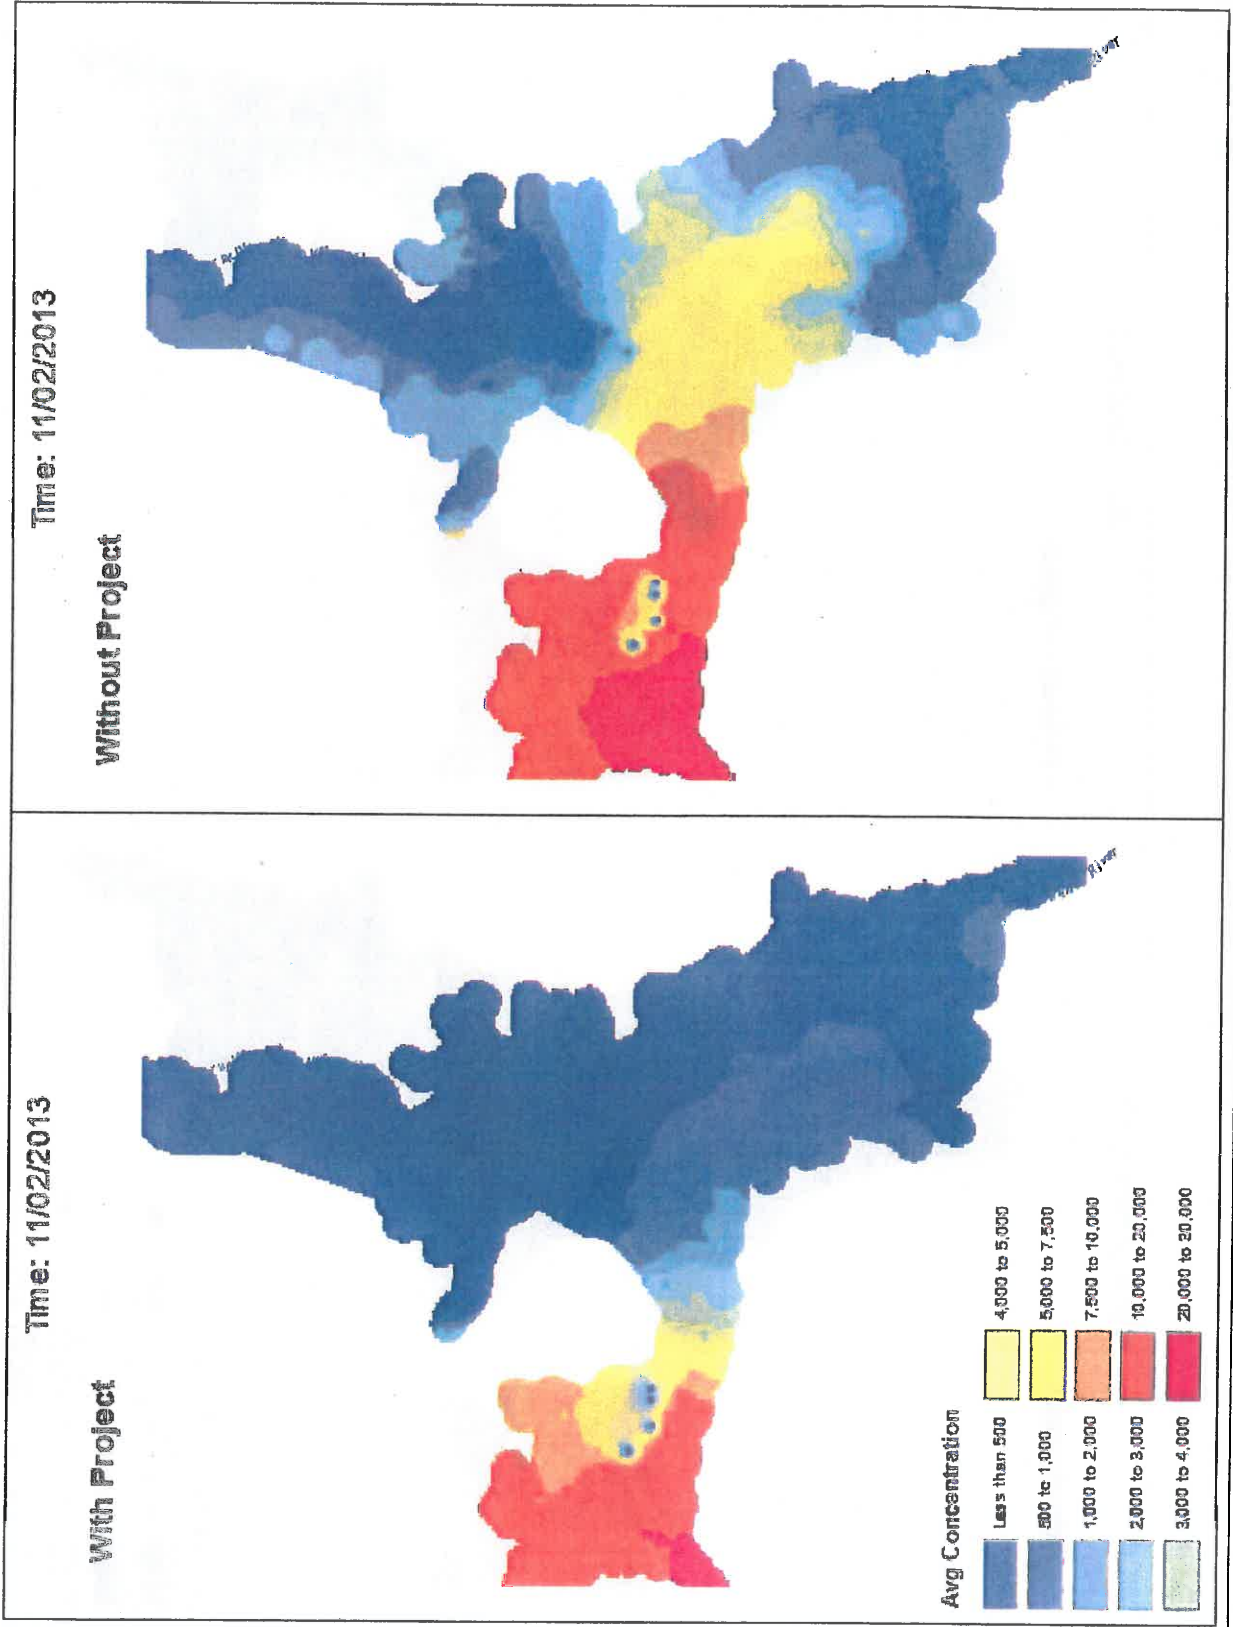 Time: 11/02/2013
With Project
River
Avg Concentration
Less than 500
500 to 1,000
1,000 to 2,000
2,000 to 3,000
3,000 to 4,000
4,000 to 5,000
5,000 to 7,500
7,500 to 10,000
10,000 to 20,000
20,000 to 20,000
Time: 11/02/2013
Without Project
River